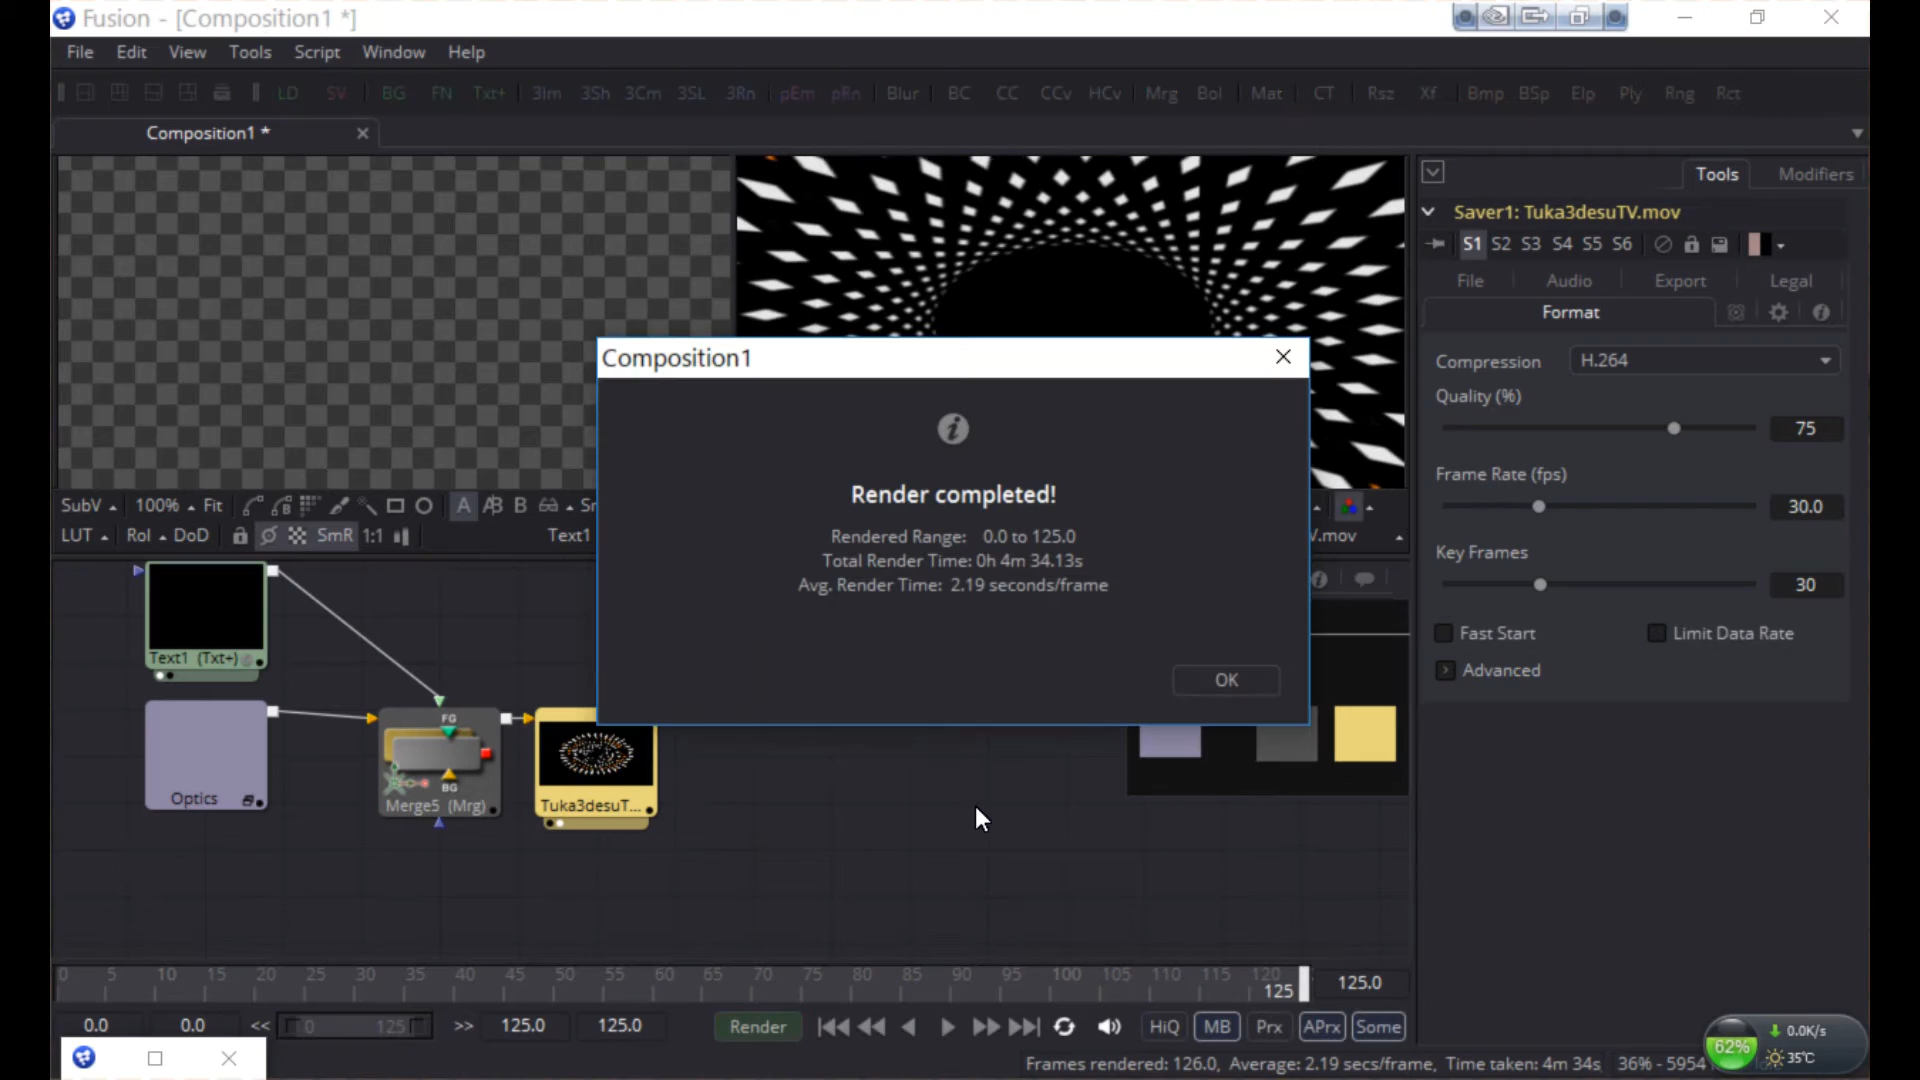 Fusion - [Composition1 *]
File Edit View Tools Script Window Help
LD SV BG FN Txt+ 3Im 3Sh 3Cm 3SL 3Rn pEm pRn Blur BC CC CCv HCv Mrg Bol Mat CT Rsz Xf Bmp BSp Elp Ply Rng Rct
Composition1 *
Tools Modifiers
Saver1: Tuka3desuTV.mov
S1 S2 S3 S4 S5 S6
File Audio Export Legal
Format
Compression H.264
Quality (%)
75
Frame Rate (fps)
30.0
Key Frames
30
Fast Start Limit Data Rate
Advanced
Composition1
Render completed!
Rendered Range: 0.0 to 125.0
Total Render Time: 0h 4m 34.13s
Avg. Render Time: 2.19 seconds/frame
OK
SubV 100% Fit A A/B B
LUT RoI DoD SmR 1:1 Text1
Text1 (Txt+)
Optics
FG
BG
Merge5 (Mrg)
Tuka3desuT...
0 5 10 15 20 25 30 35 40 45 50 55 60 65 70 75 80 85 90 95 100 105 110 115 120
125 125.0
0.0 0.0 << 0 125 >> 125.0 125.0 Render HiQ MB Prx APrx Some
Frames rendered: 126.0, Average: 2.19 secs/frame, Time taken: 4m 34s 36% - 5954
62% 0.0K/s
35℃